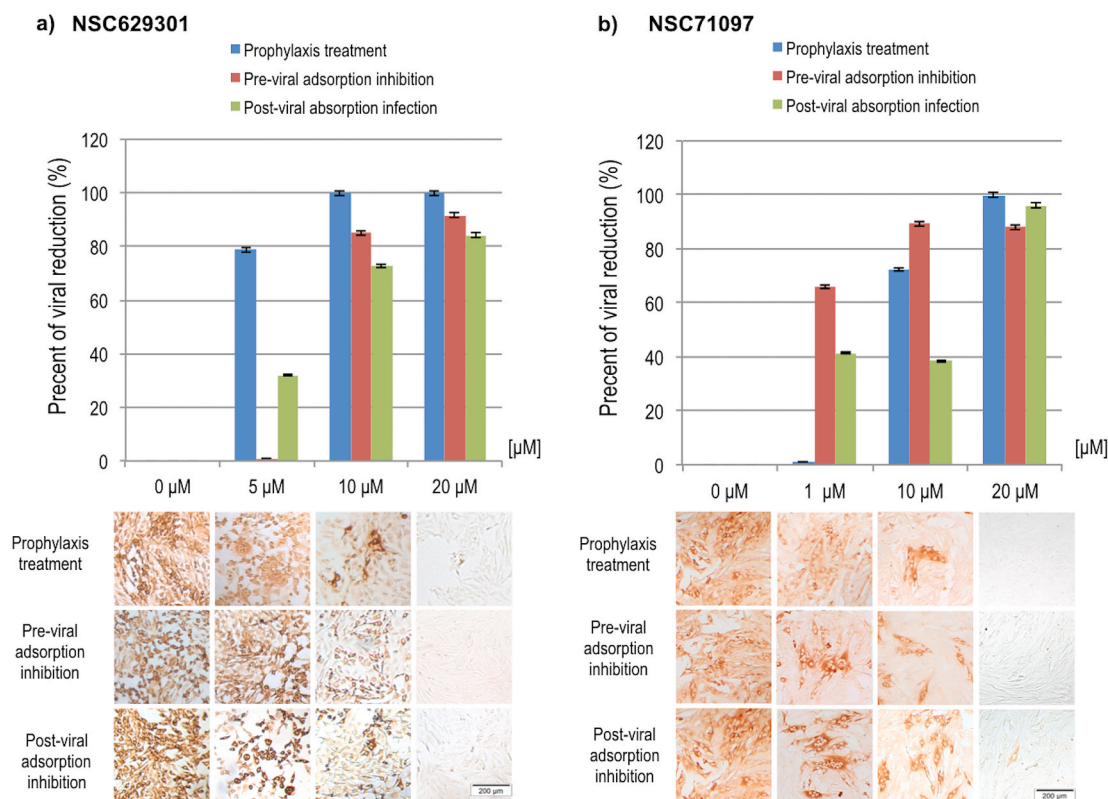 a) NSC629301
Prophylaxis treatment
Pre-viral adsorption inhibition
Post-viral absorption infection
Precent of viral reduction (%)
120
100
80
60
40
20
0
[µM]
0 µM 5 µM 10 µM 20 µM
Prophylaxis
treatment
Pre-viral
adsorption
inhibition
Post-viral
adsorption
inhibition
200 µm
b) NSC71097
Prophylaxis treatment
Pre-viral adsorption inhibition
Post-viral absorption infection
Precent of viral reduction (%)
120
100
80
60
40
20
0
[µM]
0 µM 1 µM 10 µM 20 µM
Prophylaxis
treatment
Pre-viral
adsorption
inhibition
Post-viral
adsorption
inhibition
200 µm